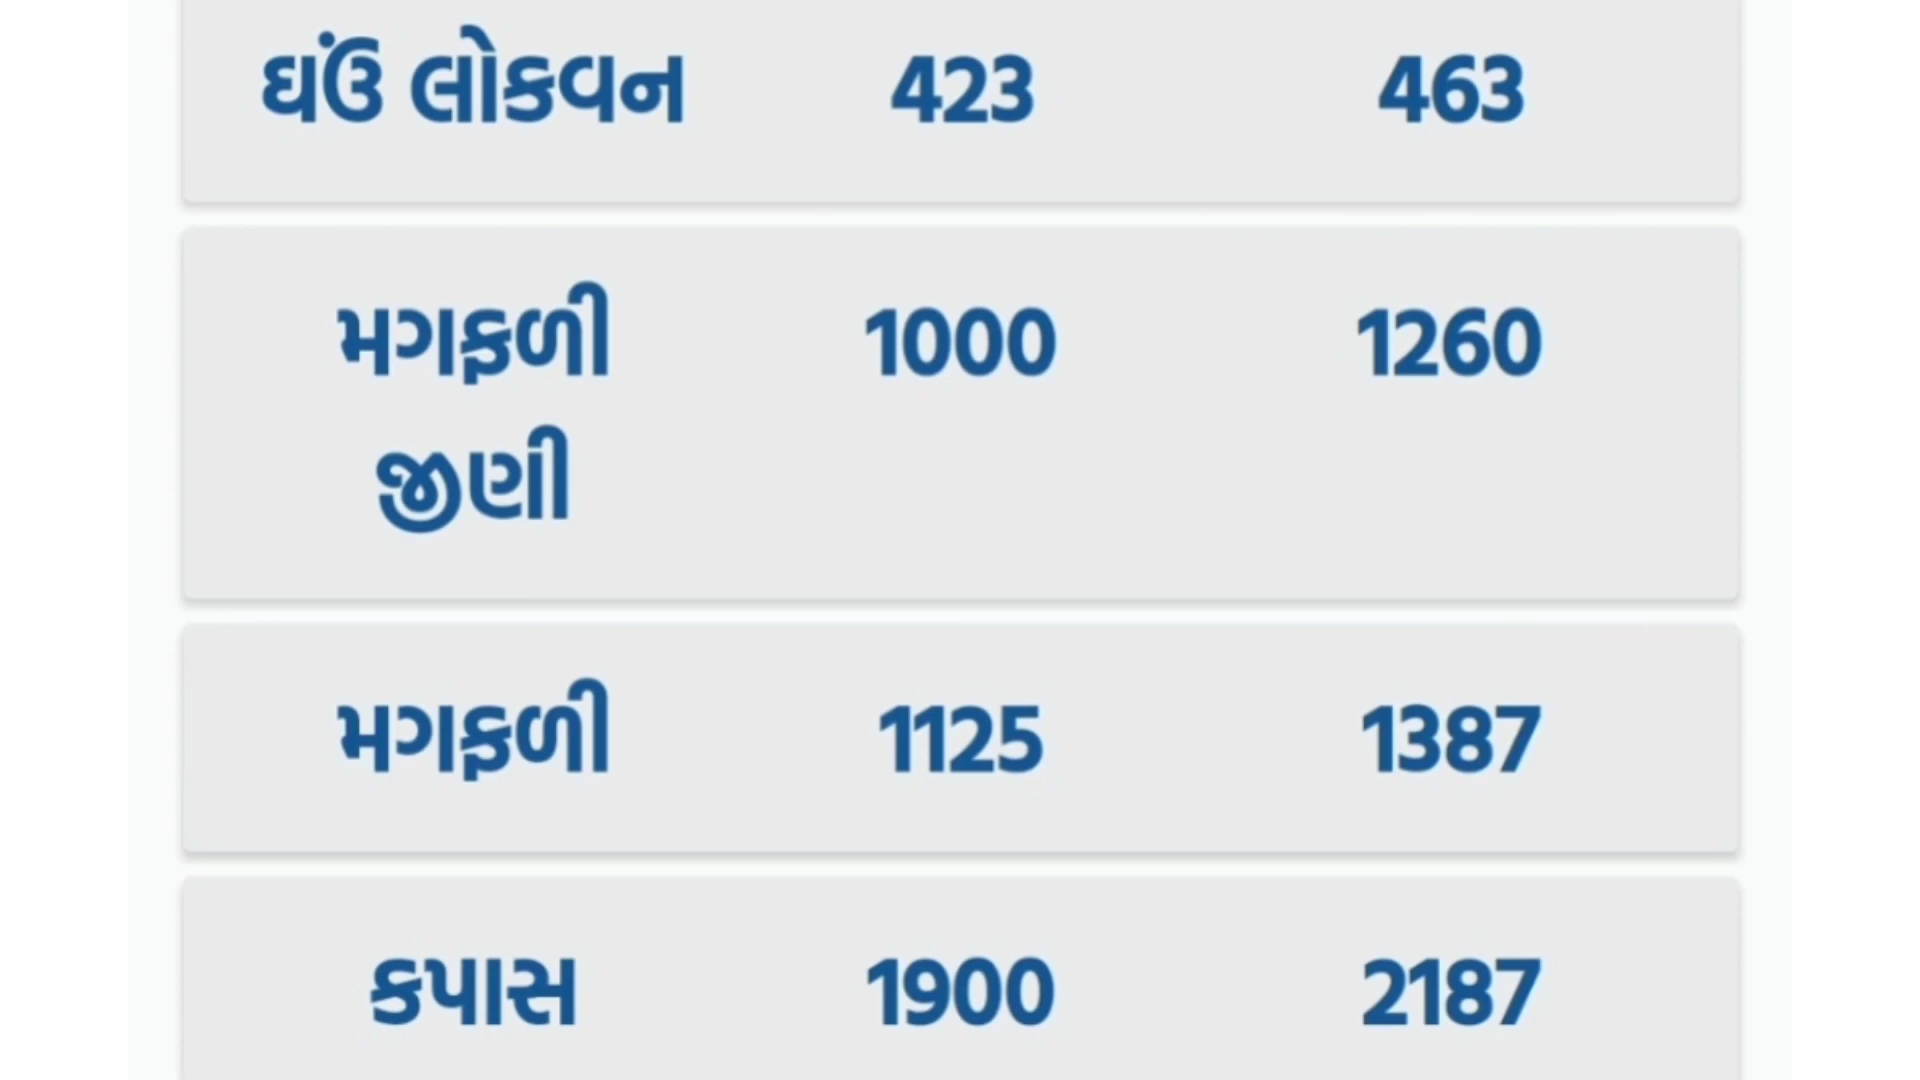 ઘઉં લોકવન 423 463
મગફળી 1000 1260
જીણી
મગફળી 1125 1387
કપાસ 1900 2187